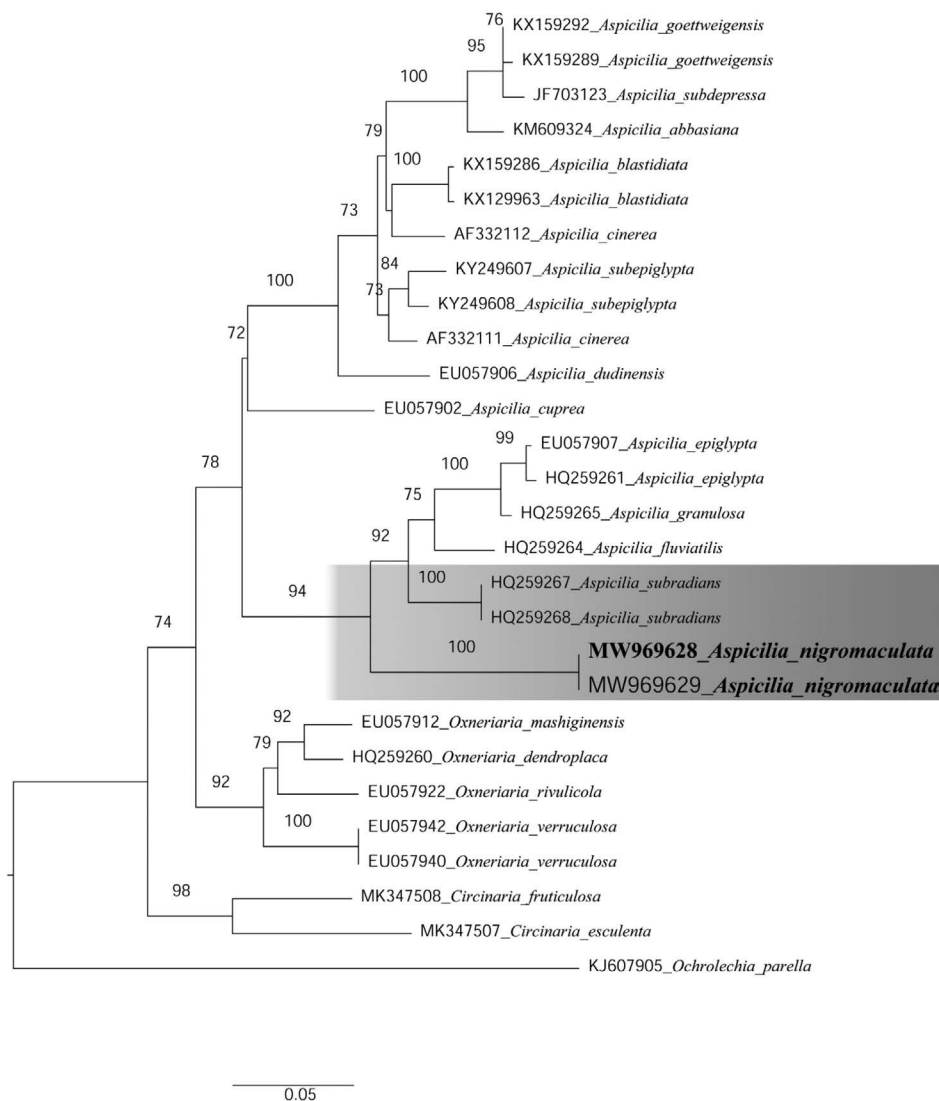 76
KX159292_Aspicilia_goettweigensis
95
KX159289_Aspicilia_goettweigensis
100
JF703123_Aspicilia_subdepressa
79
KM609324_Aspicilia_abbasiana
100
KX159286_Aspicilia_blastidiata
KX129963_Aspicilia_blastidiata
73
AF332112_Aspicilia_cinerea
84
KY249607_Aspicilia_subepiglypta
100
73
KY249608_Aspicilia_subepiglypta
72
AF332111_Aspicilia_cinerea
EU057906_Aspicilia_dudinensis
EU057902_Aspicilia_cuprea
99
EU057907_Aspicilia_epiglypta
78
100
HQ259261_Aspicilia_epiglypta
75
HQ259265_Aspicilia_granulosa
92
HQ259264_Aspicilia_fluviatilis
94
100
HQ259267_Aspicilia_subradians
HQ259268_Aspicilia_subradians
74
100
MW969628_Aspicilia_nigromaculata
MW969629_Aspicilia_nigromaculata
92
EU057912_Oxneriaria_mashiginensis
79
HQ259260_Oxneriaria_dendroplaca
92
EU057922_Oxneriaria_rivulicola
100
EU057942_Oxneriaria_verruculosa
EU057940_Oxneriaria_verruculosa
98
MK347508_Circinaria_fruticulosa
MK347507_Circinaria_esculenta
KJ607905_Ochrolechia_parella
0.05